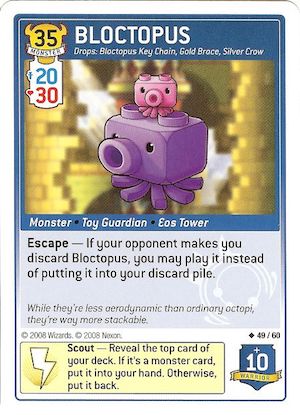 35
MONSTER
BLOCTOPUS
Drops: Bloctopus Key Chain, Gold Brace, Silver Crow
20
30
Monster • Toy Guardian • Eos Tower
Escape — If your opponent makes you
discard Bloctopus, you may play it instead
of putting it into your discard pile.
While they're less aerodynamic than ordinary octopi,
they're way more stackable.
© 2008 Wizards. © 2008 Nexon.
◆ 49 / 60
Scout — Reveal the top card of
your deck. If it's a monster card,
put it into your hand. Otherwise,
put it back.
10
WARRIOR